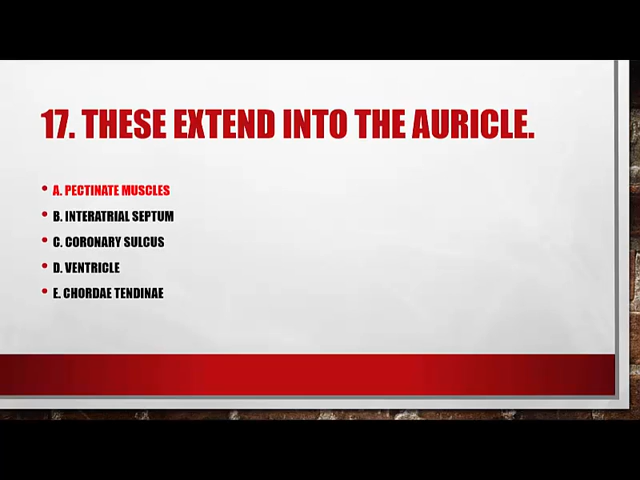 17. THESE EXTEND INTO THE AURICLE.
• A. PECTINATE MUSCLES
• B. INTERATRIAL SEPTUM
• C. CORONARY SULCUS
• D. VENTRICLE
• E. CHORDAE TENDINAE